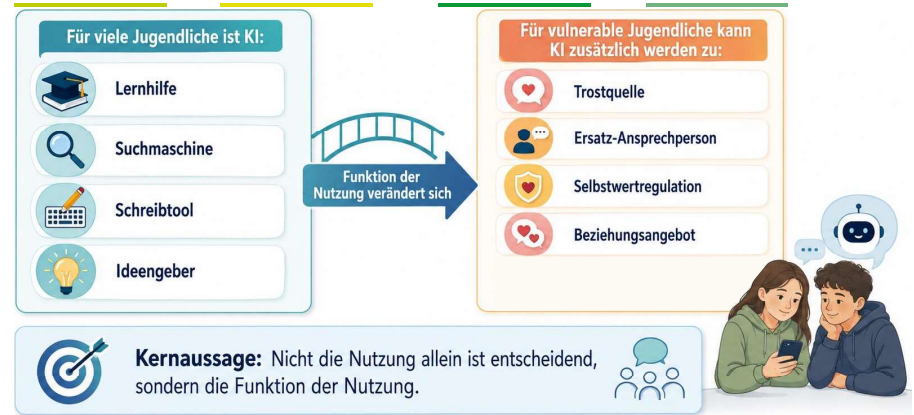 Für viele Jugendliche ist KI:
Lernhilfe
Suchmaschine
Schreibtool
Ideengeber
Funktion der
Nutzung verändert sich
Für vulnerable Jugendliche kann
KI zusätzlich werden zu:
Trostquelle
Ersatz-Ansprechperson
Selbstwertregulation
Beziehungsangebot
Kernaussage: Nicht die Nutzung allein ist entscheidend,
sondern die Funktion der Nutzung.